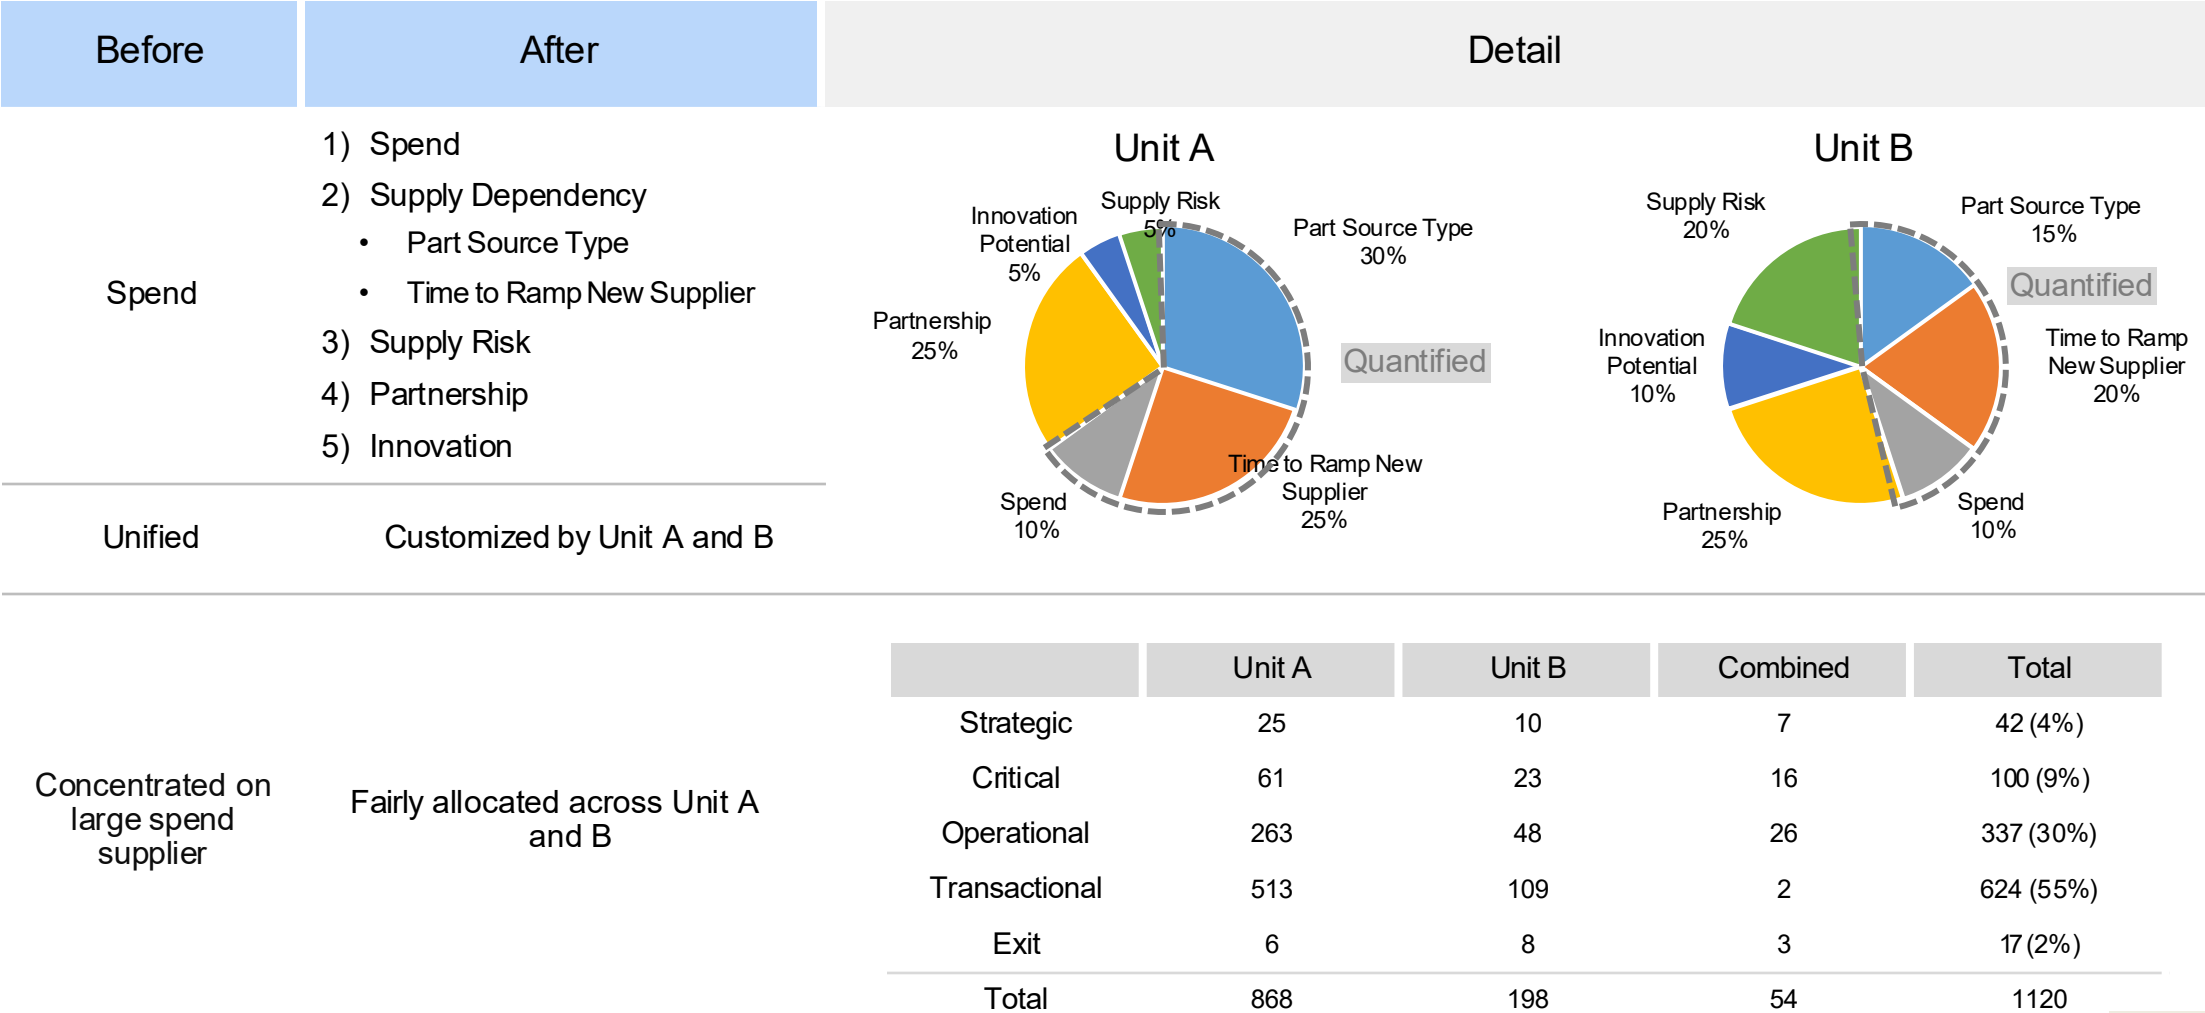 Before
After
Detail
Spend
1) Spend
2) Supply Dependency
• Part Source Type
• Time to Ramp New Supplier
3) Supply Risk
4) Partnership
5) Innovation
Unified
Customized by Unit A and B
Unit A
Supply Risk
5%
Innovation
Potential
5%
Part Source Type
30%
Partnership
25%
Quantified
Time to Ramp New
Supplier
25%
Spend
10%
Unit B
Supply Risk
20%
Part Source Type
15%
Quantified
Innovation
Potential
10%
Time to Ramp
New Supplier
20%
Partnership
25%
Spend
10%
Concentrated on
large spend
supplier
Fairly allocated across Unit A
and B
Unit A Unit B Combined Total
Strategic 25 10 7 42 (4%)
Critical 61 23 16 100 (9%)
Operational 263 48 26 337 (30%)
Transactional 513 109 2 624 (55%)
Exit 6 8 3 17 (2%)
Total 868 198 54 1120